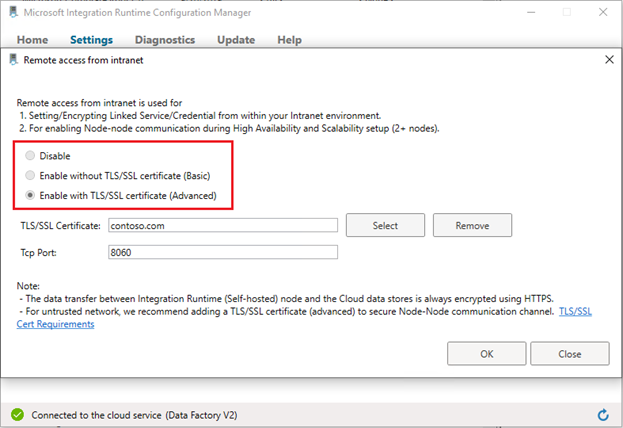 Microsoft Integration Runtime Configuration Manager
Home Settings Diagnostics Update Help
Remote access from intranet
Remote access from intranet is used for
1. Setting/Encrypting Linked Service/Credential from within your Intranet environment.
2. For enabling Node-node communication during High Availability and Scalability setup (2+ nodes).
Disable
Enable without TLS/SSL certificate (Basic)
Enable with TLS/SSL certificate (Advanced)
TLS/SSL Certificate: contoso.com Select Remove
Tcp Port: 8060
Note:
- The data transfer between Integration Runtime (Self-hosted) node and the Cloud data stores is always encrypted using HTTPS.
- For untrusted network, we recommend adding a TLS/SSL certificate (advanced) to secure Node-Node communication channel. TLS/SSL
Cert Requirements
OK Close
Connected to the cloud service (Data Factory V2)